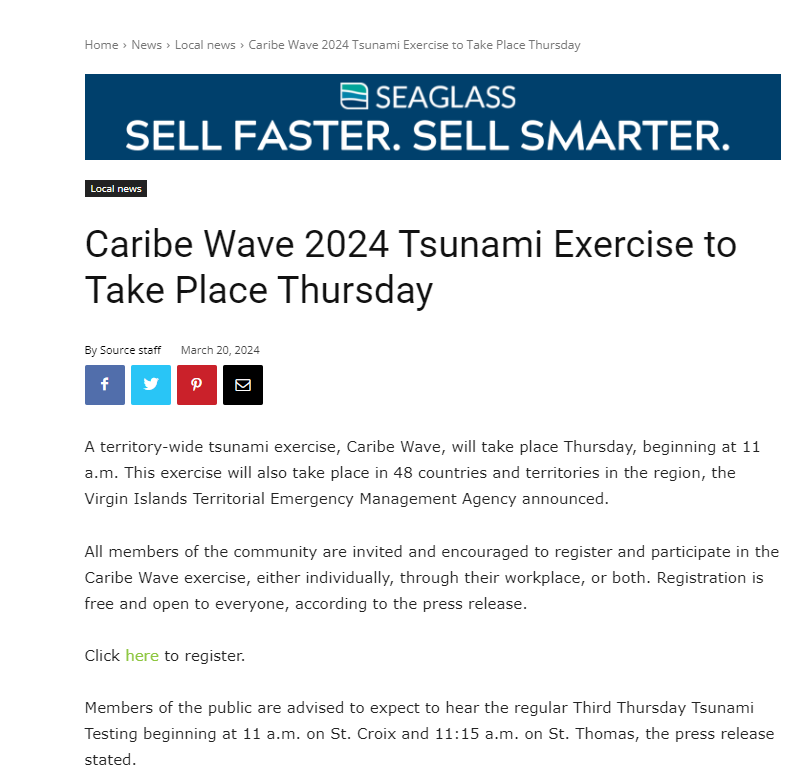 Home › News › Local news › Caribe Wave 2024 Tsunami Exercise to Take Place Thursday
SEAGLASS
SELL FASTER. SELL SMARTER.
Local news
Caribe Wave 2024 Tsunami Exercise to
Take Place Thursday
By Source staff March 20, 2024
A territory-wide tsunami exercise, Caribe Wave, will take place Thursday, beginning at 11
a.m. This exercise will also take place in 48 countries and territories in the region, the
Virgin Islands Territorial Emergency Management Agency announced.
All members of the community are invited and encouraged to register and participate in the
Caribe Wave exercise, either individually, through their workplace, or both. Registration is
free and open to everyone, according to the press release.
Click here to register.
Members of the public are advised to expect to hear the regular Third Thursday Tsunami
Testing beginning at 11 a.m. on St. Croix and 11:15 a.m. on St. Thomas, the press release
stated.